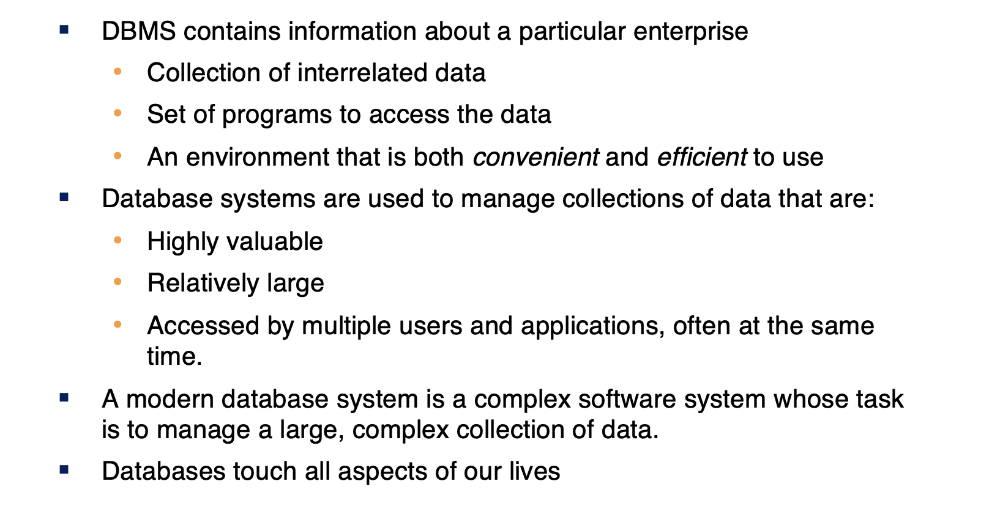 ▪ DBMS contains information about a particular enterprise
• Collection of interrelated data
• Set of programs to access the data
• An environment that is both convenient and efficient to use
▪ Database systems are used to manage collections of data that are:
• Highly valuable
• Relatively large
• Accessed by multiple users and applications, often at the same
time.
▪ A modern database system is a complex software system whose task
is to manage a large, complex collection of data.
▪ Databases touch all aspects of our lives